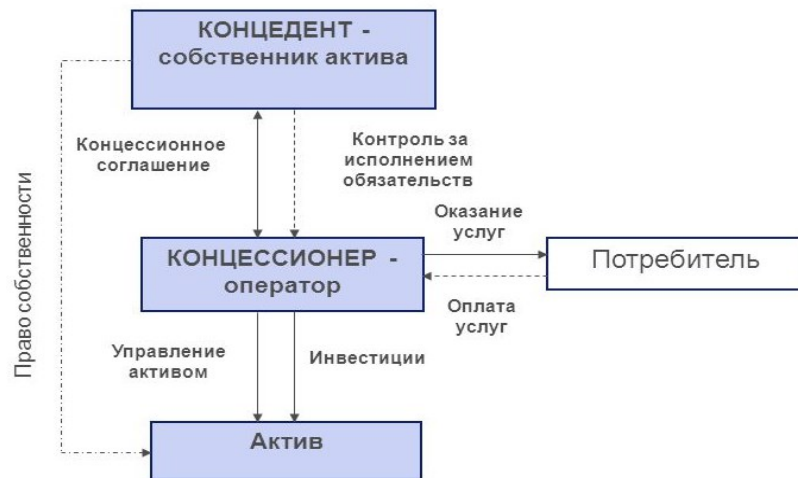 КОНЦЕДЕНТ -
собственник актива
Концессионное
соглашение
Контроль за
исполнением
обязательств
Право собственности
КОНЦЕССИОНЕР -
оператор
Оказание
услуг
Потребитель
Оплата
услуг
Управление
активом
Инвестиции
Актив